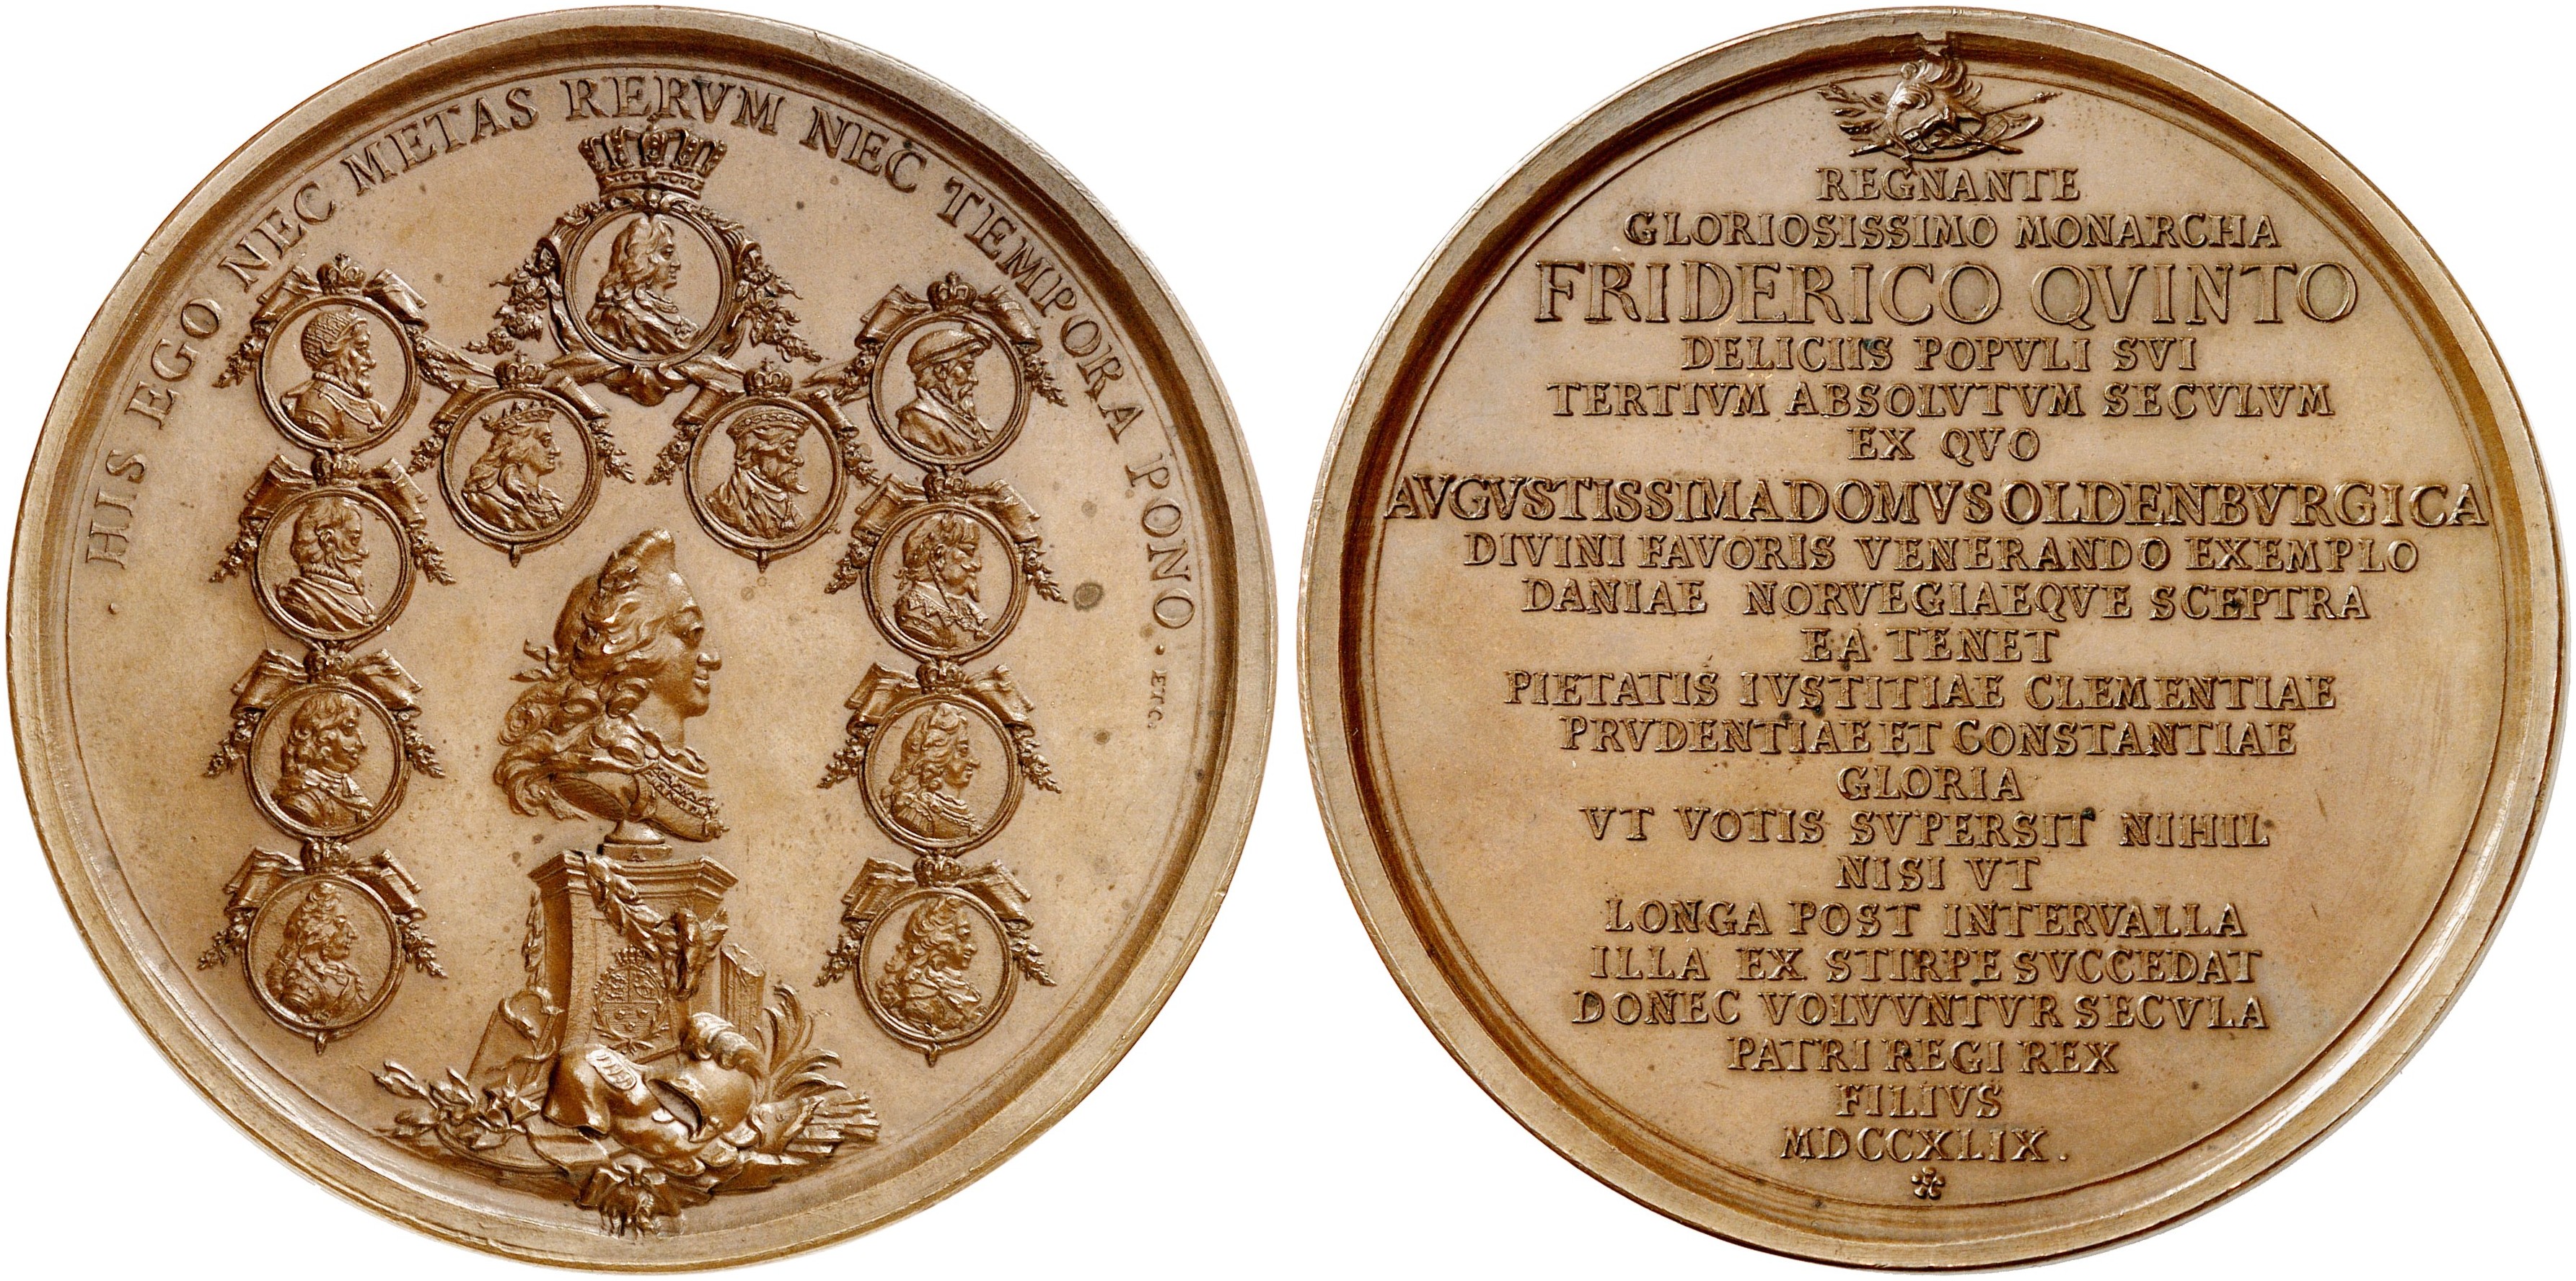 · HIS EGO NEC METAS RERVM NEC TEMPORA PONO · ETC.
A
REGNANTE
GLORIOSISSIMO MONARCHA
FRIDERICO QVINTO
DELICIIS POPVLI SVI
TERTIVM ABSOLVTVM SECVLVM
EX QVO
AVGVSTISSIMA DOMVS OLDENBVRGICA
DIVINI FAVORIS VENERANDO EXEMPLO
DANIAE NORVEGIAEQVE SCEPTRA
EA TENET
PIETATIS IVSTITIAE CLEMENTIAE
PRVDENTIAE ET CONSTANTIAE
GLORIA
VT VOTIS SVPERSIT NIHIL
NISI VT
LONGA POST INTERVALLA
ILLA EX STIRPE SVCCEDAT
DONEC VOLVVNTVR SECVLA
PATRI REGI REX
FILIVS
MDCCXLIX.